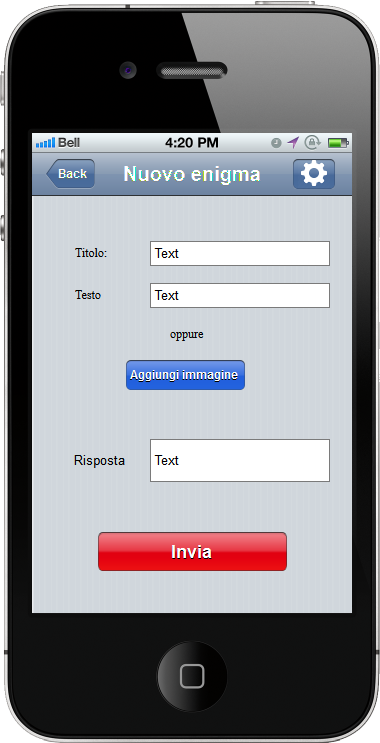 Bell 4:20 PM
Back Nuovo enigma
Titolo: Text
Testo Text
oppure
Aggiungi immagine
Risposta Text
Invia